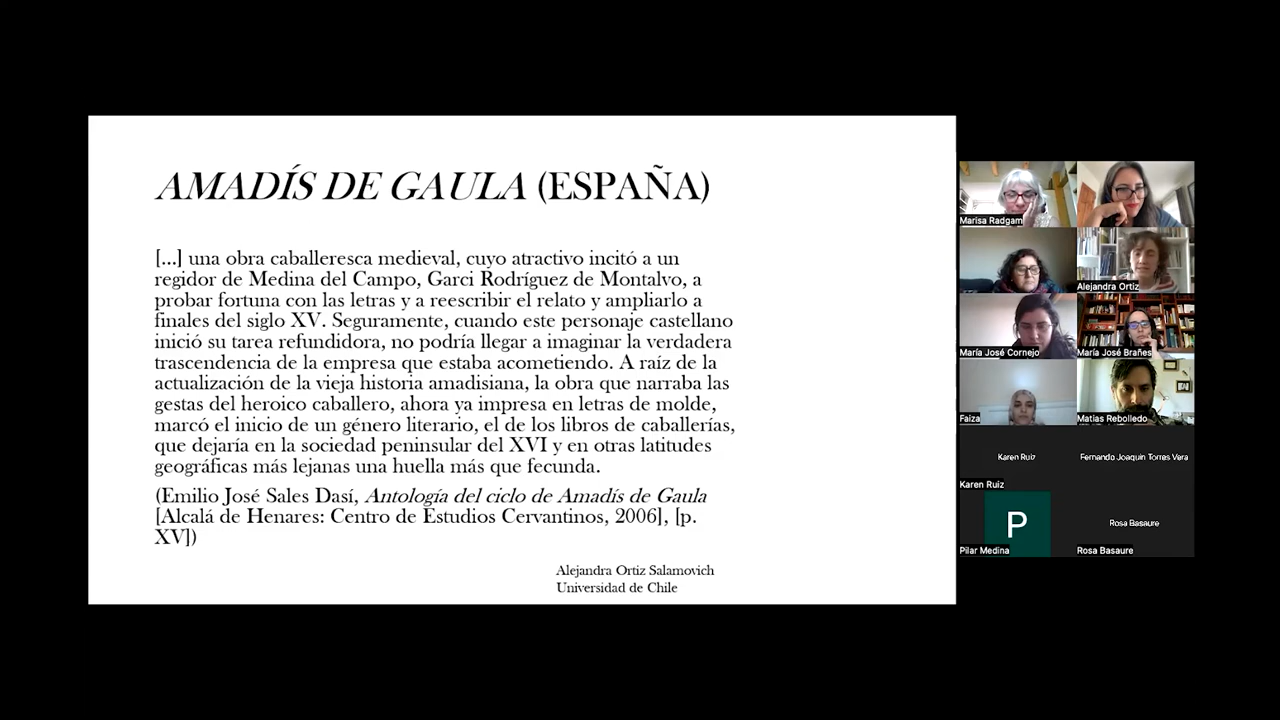 AMADÍS DE GAULA (ESPAÑA)
[...] una obra caballeresca medieval, cuyo atractivo incitó a un
regidor de Medina del Campo, Garci Rodríguez de Montalvo, a
probar fortuna con las letras y a reescribir el relato y ampliarlo a
finales del siglo XV. Seguramente, cuando este personaje castellano
inició su tarea refundidora, no podría llegar a imaginar la verdadera
trascendencia de la empresa que estaba acometiendo. A raíz de la
actualización de la vieja historia amadisiana, la obra que narraba las
gestas del heroico caballero, ahora ya impresa en letras de molde,
marcó el inicio de un género literario, el de los libros de caballerías,
que dejaría en la sociedad peninsular del XVI y en otras latitudes
geográficas más lejanas una huella más que fecunda.
(Emilio José Sales Dasí, Antología del ciclo de Amadís de Gaula
[Alcalá de Henares: Centro de Estudios Cervantinos, 2006], [p.
XV])
Alejandra Ortiz Salamovich
Universidad de Chile
Marisa Radgam
Alejandra Ortiz
María José Cornejo
María José Brañes
Faiza
Matías Rebolledo
Karen Ruiz
Fernando Joaquín Torres Vera
Karen Ruiz
P
Rosa Basaure
Pilar Medina
Rosa Basaure